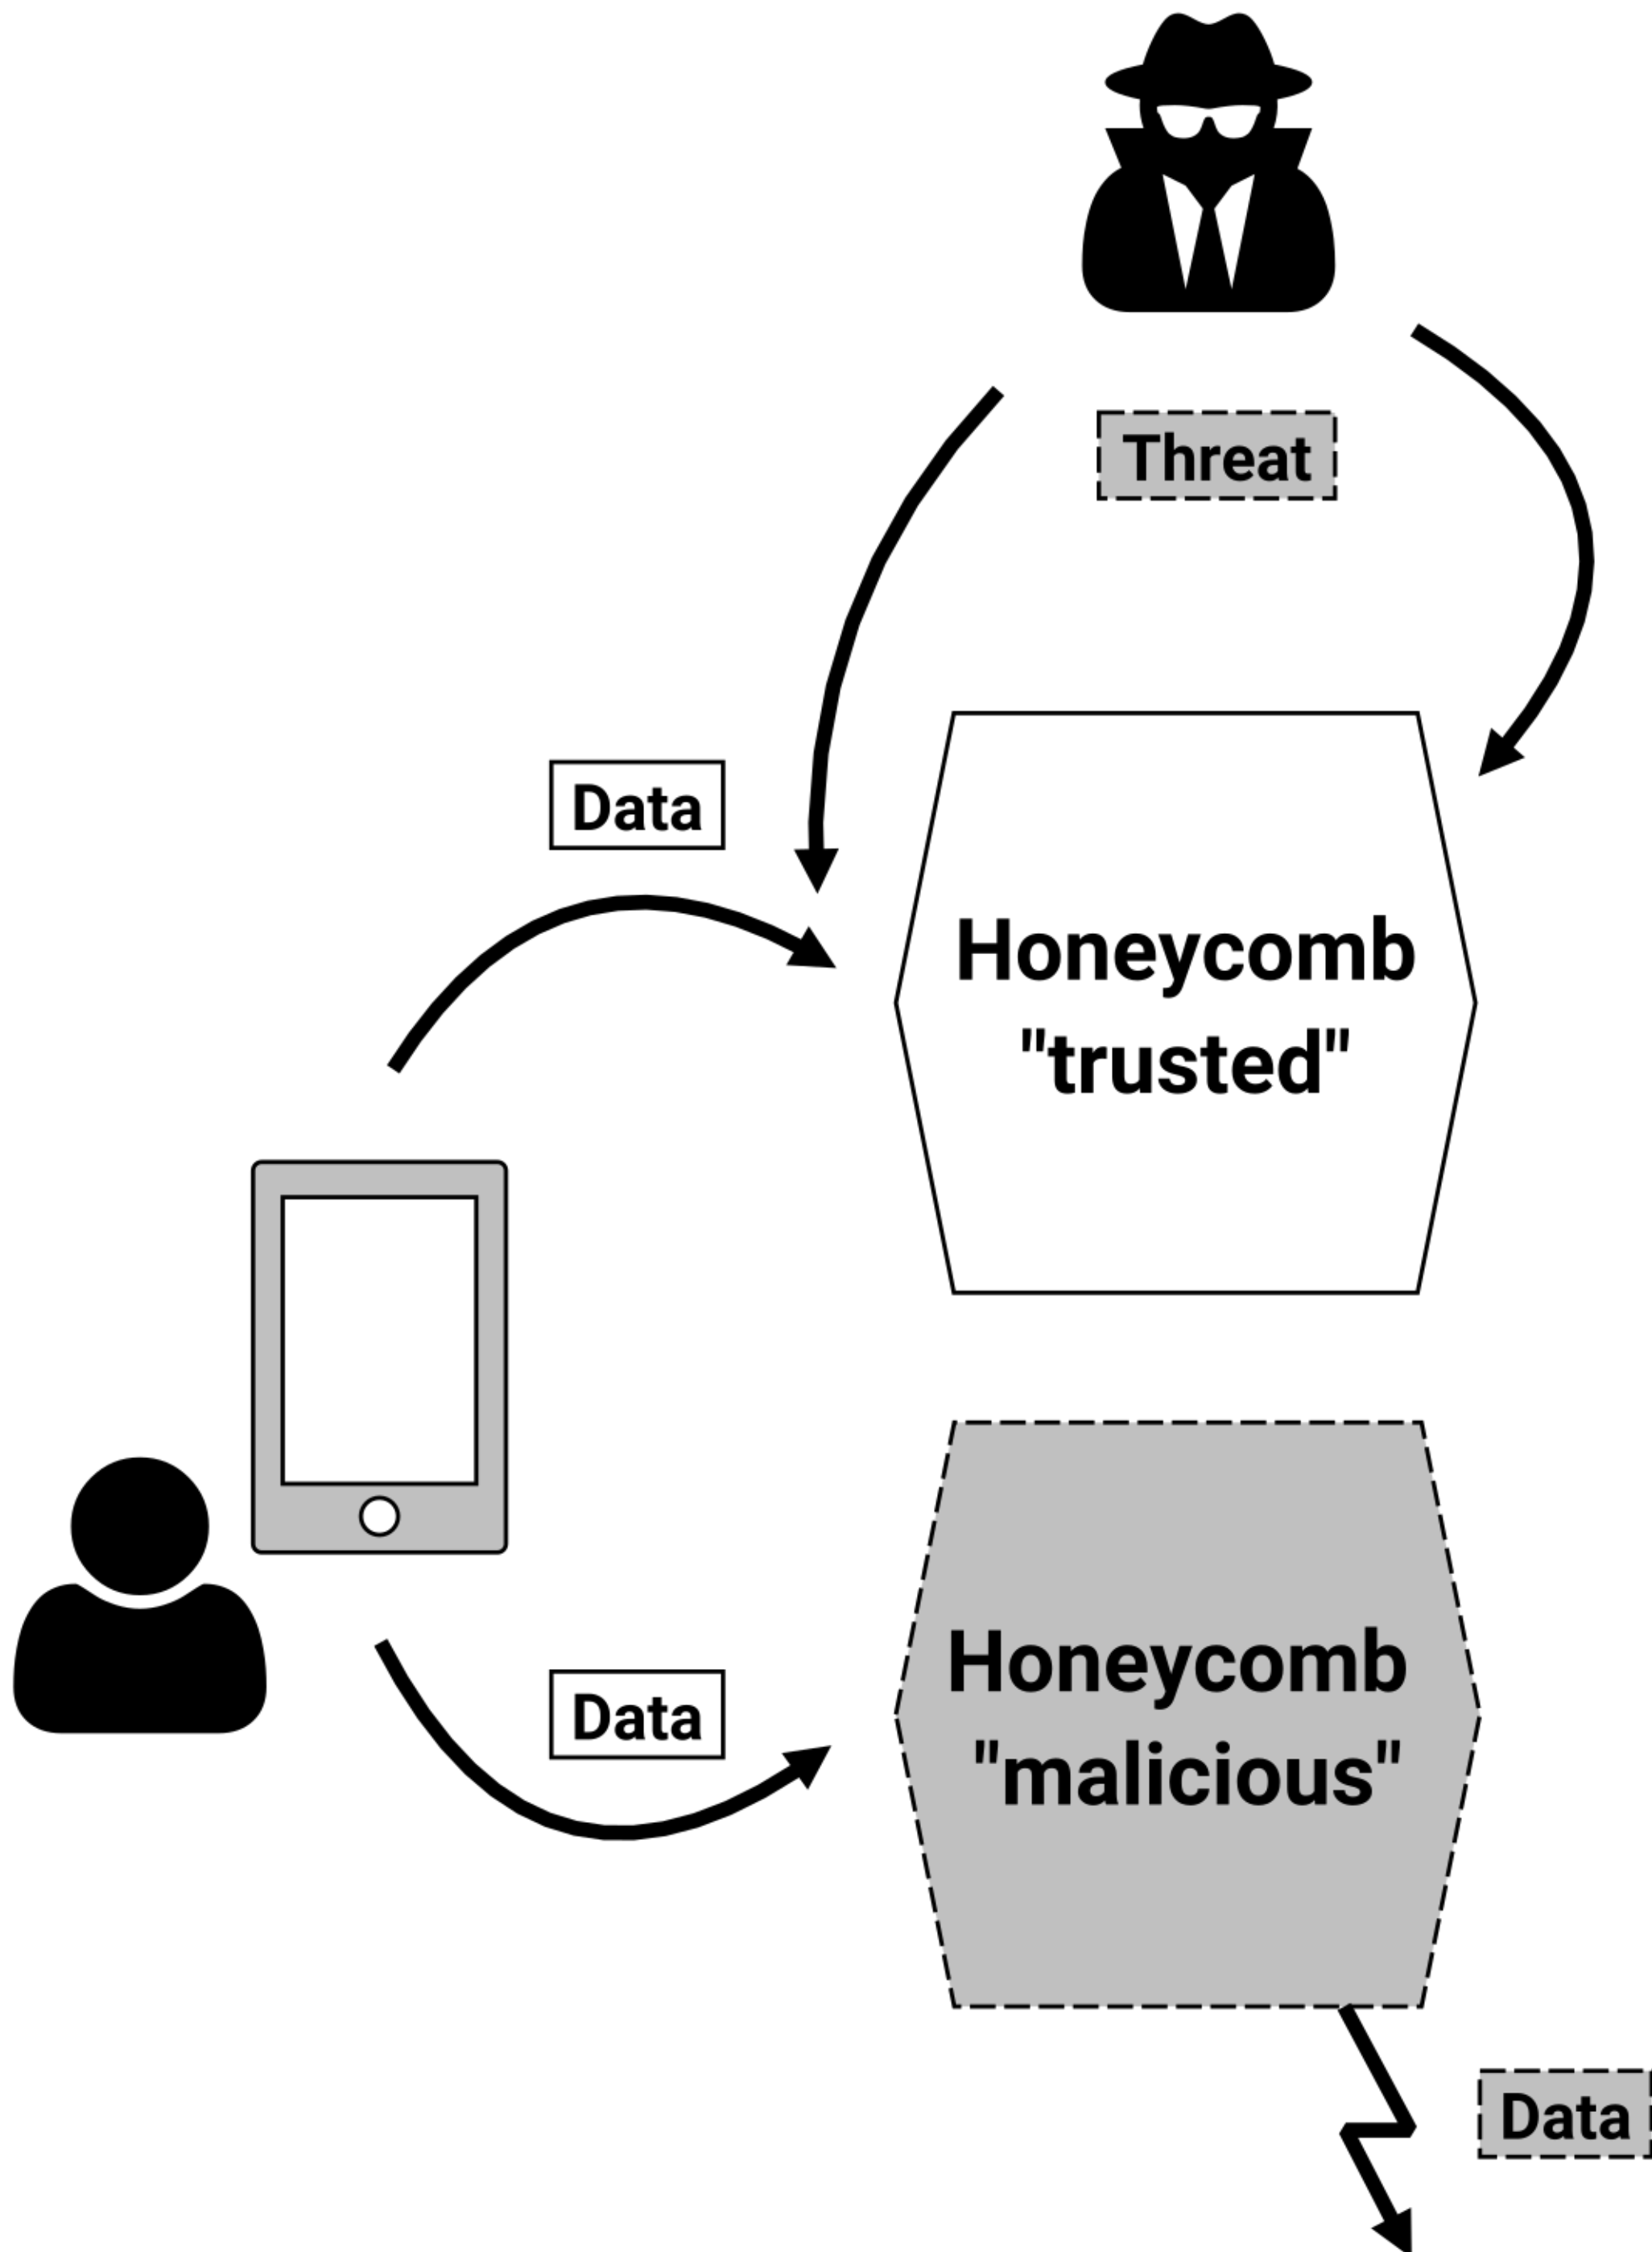 Threat
Data
Honeycomb
"trusted"
Honeycomb
"malicious"
Data
Data